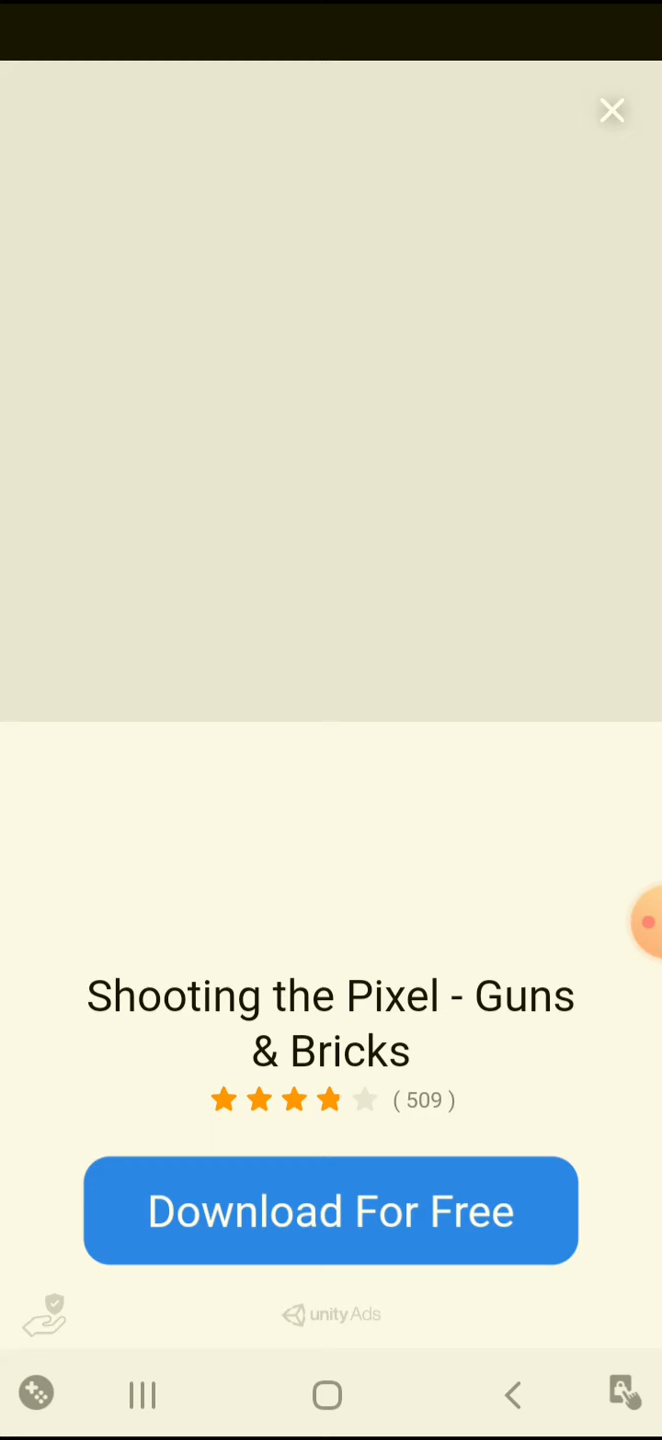 Shooting the Pixel - Guns
& Bricks
( 509 )
Download For Free
unity Ads